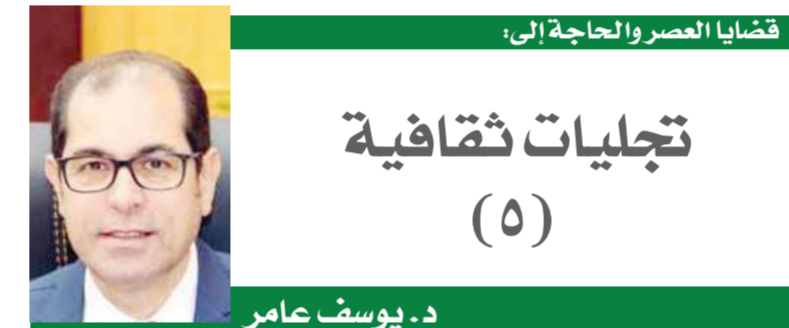 قضايا العصر والحاجة إلى:
تجليات ثقافية
(٥)
د. يوسف عامر